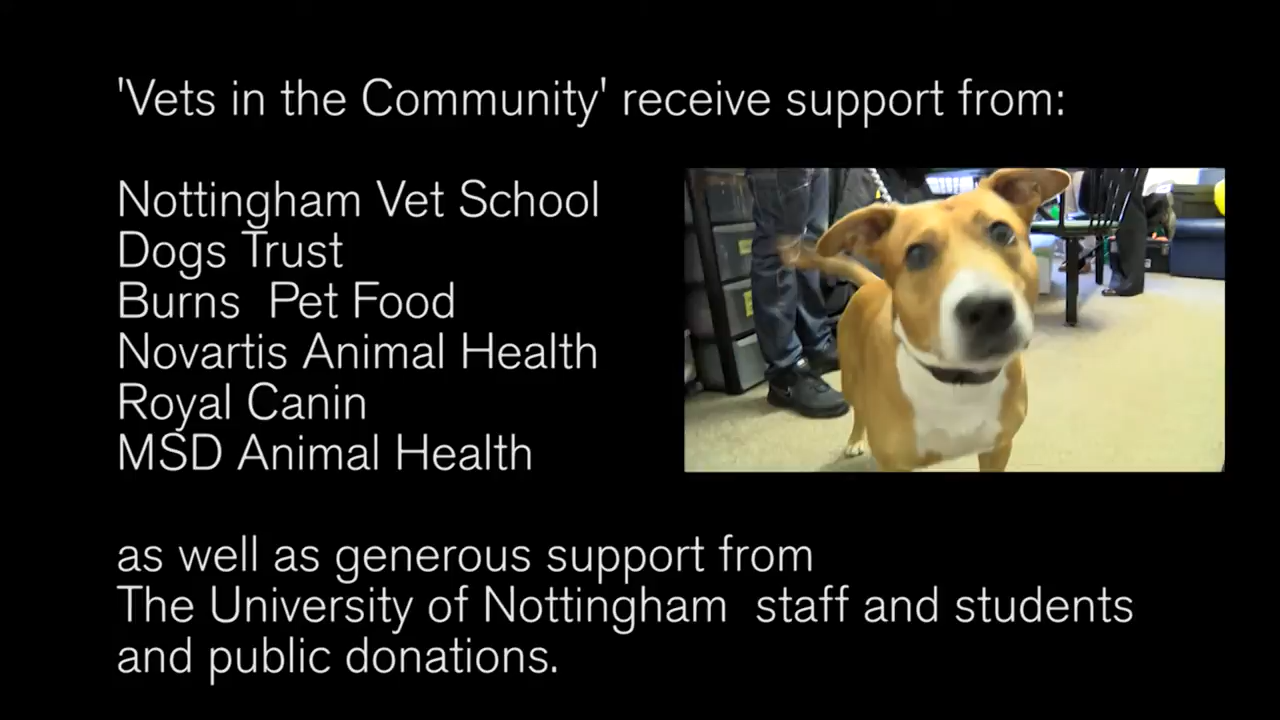 'Vets in the Community' receive support from:
Nottingham Vet School
Dogs Trust
Burns  Pet Food
Novartis Animal Health
Royal Canin
MSD Animal Health
as well as generous support from
The University of Nottingham  staff and students
and public donations.